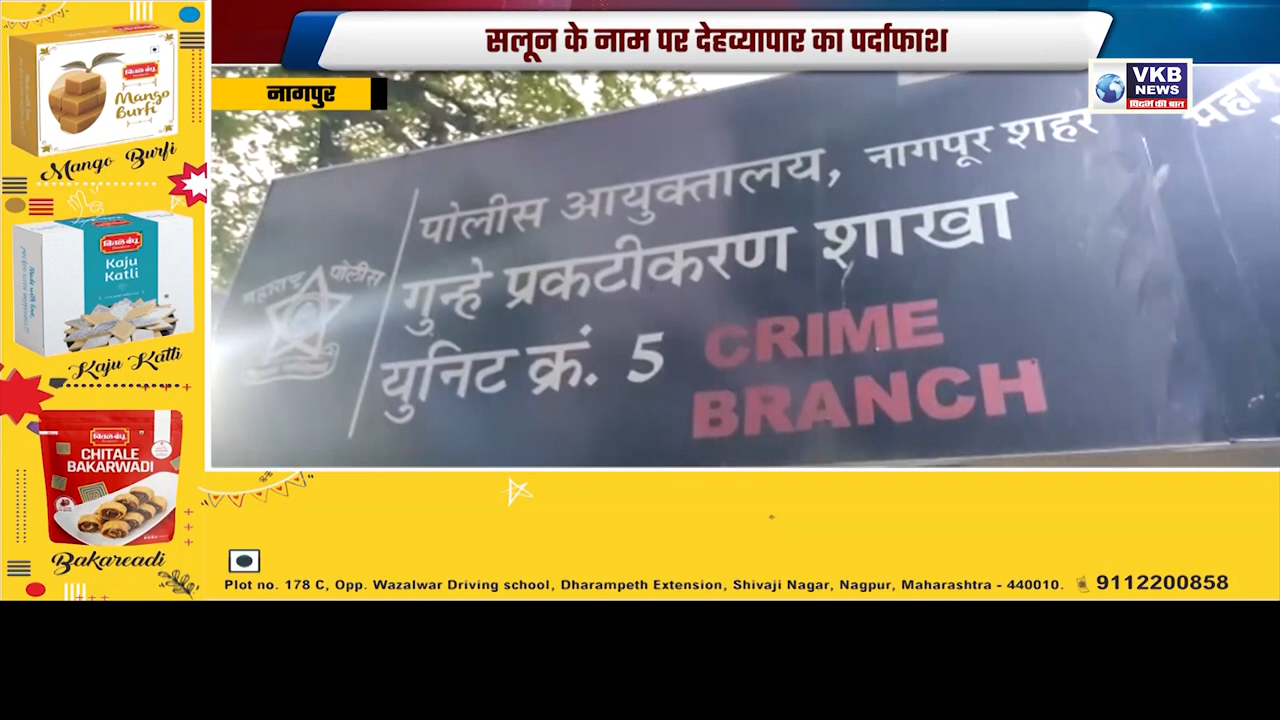 सलून के नाम पर देहव्यापार का पर्दाफाश
नागपुर
VKB
NEWS
विदर्भ की बात
पोलीस आयुक्तालय, नागपूर शहर
गुन्हे प्रकटीकरण शाखा
युनिट क्रं. 5
CRIME
BRANCH
पोलीस
Mango
Burfi
Mango Burfi
Kaju
Katli
Kaju Katli
CHITALE
BAKARWADI
Bakareadi
Plot no. 178 C, Opp. Wazalwar Driving school, Dharampeth Extension, Shivaji Nagar, Nagpur, Maharashtra - 440010. 9112200858